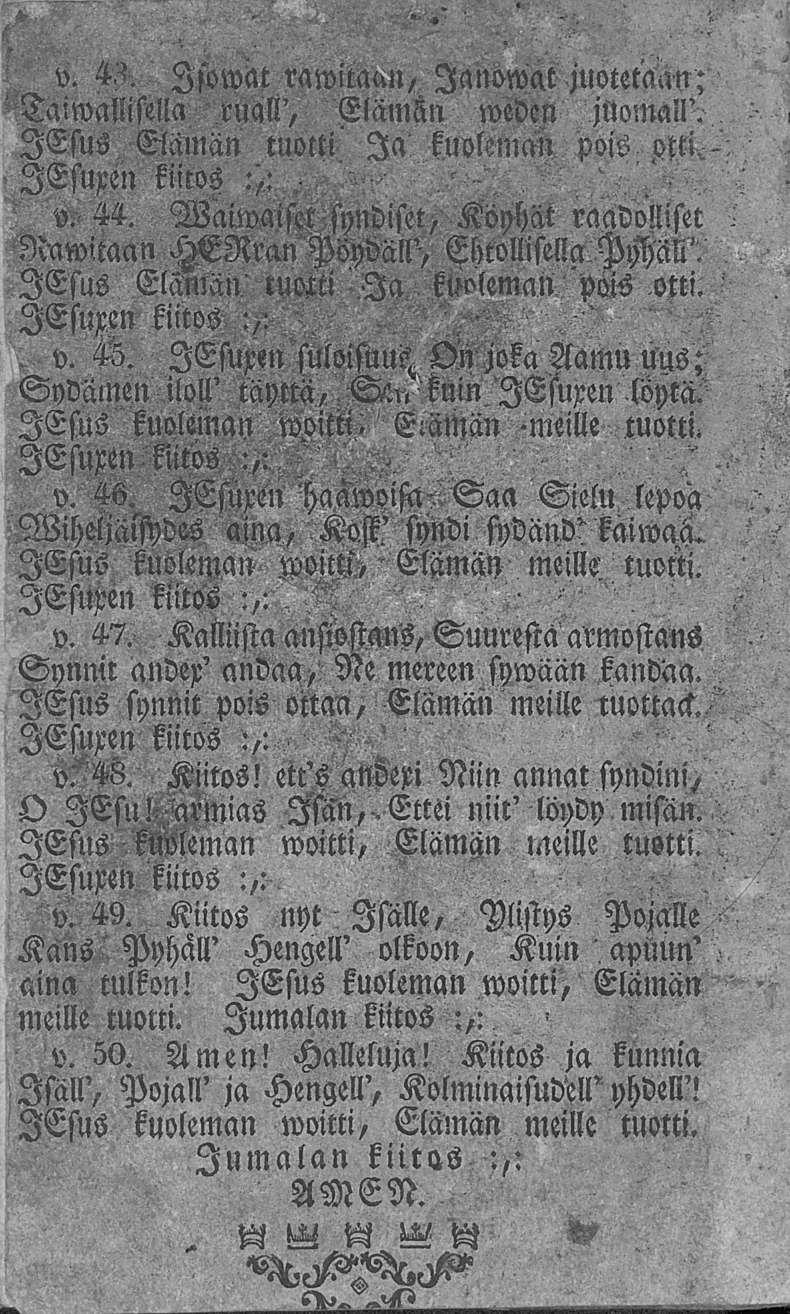 v. 43. Isowat rawitaan, Janowat juotetaan;
Taiwallisella ruall', Elämän weden juomall'.
JEsus Elämän tuotti Ja kuoleman pois otti.
JEsuxen kiitos :,:
v. 44. Waiwaiset syndiset, Köyhät raadolliset
Rawitaan HERran Pöydäll', Ehtollisella Pyhäll'.
JEsus Elämän tuotti Ja kuoleman pois otti.
JEsuxen kiitos :,:
v. 45. JEsuxen suloisuus, On joka Aamu uus;
Sydämen iloll' täyttä, Sen kuin JEsuxen löytä.
JEsus kuoleman woitti, Elämän meille tuotti.
JEsuxen kiitos :,:
v. 46. JEsuxen haawoisa Saa Sielu lepoa
Wiheljäisydes aina, Kosk' syndi sydänd' kaiwaa.
JEsus kuoleman woitti, Elämän meille tuotti.
JEsuxen kiitos :,:
v. 47. Kalliista ansiostans, Suuresta armostans
Synnit andex' andaa, Ne mereen sywään kandaa.
JEsus synnit pois ottaa, Elämän meille tuottaa.
JEsuxen kiitos :,:
v. 48. Kiitos! ett's andexi Niin annat syndini,
O JEsu! armias Isän, Ettei niit' löydy misän.
JEsus kuoleman woitti, Elämän meille tuotti.
JEsuxen kiitos :,:
v. 49. Kiitos nyt Isälle, Ylistys Pojalle
Kans Pyhäll' Hengell' olkoon, Kuin apuun'
aina tulkon! JEsus kuoleman woitti, Elämän
meille tuotti. Jumalan kiitos :,:
v. 50. Amen! Halleluja! Kiitos ja kunnia
Isäll', Pojall' ja Hengell', Kolminaisudell' yhdell'!
JEsus kuoleman woitti, Elämän meille tuotti.
Jumalan kiitos :,:
AMEN.